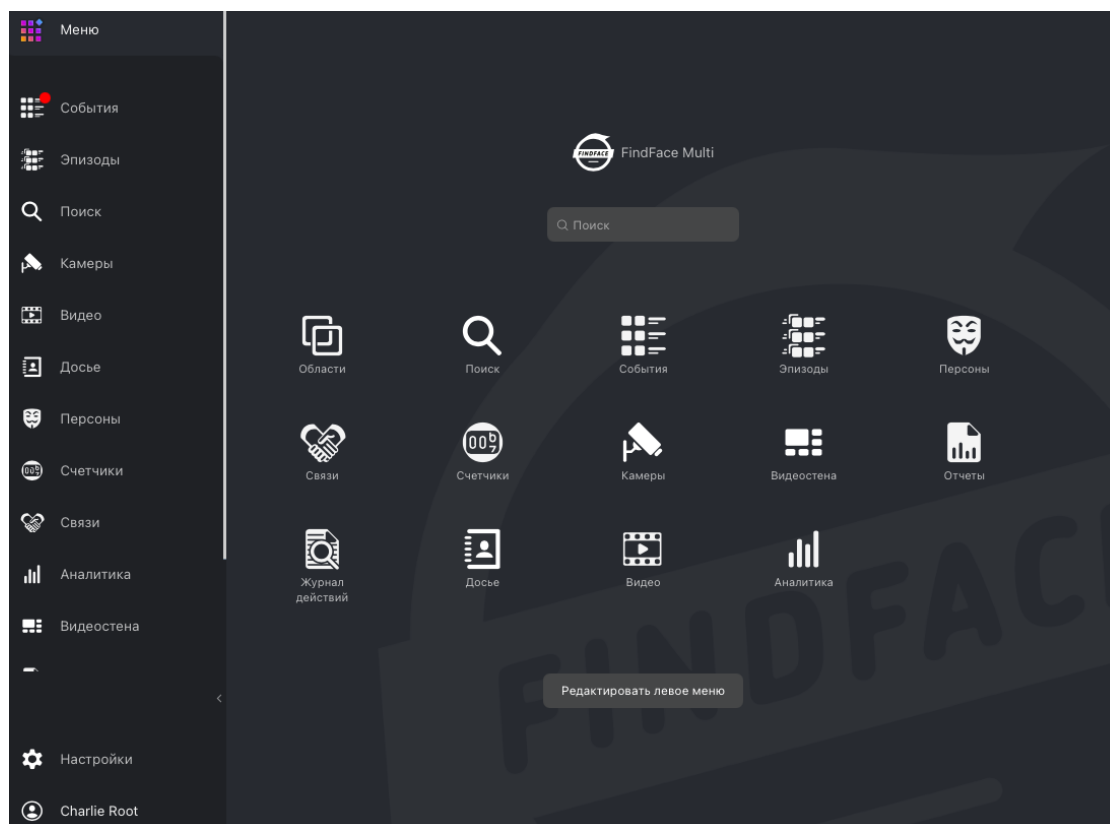 Меню
События
Эпизоды
Поиск
Камеры
Видео
Досье
Персоны
Счетчики
Связи
Аналитика
Видеостена
Настройки
Charlie Root
FINDFACE
FindFace Multi
Поиск
Области
Поиск
События
Эпизоды
Персоны
Связи
Счетчики
Камеры
Видеостена
Отчеты
Журнал
действий
Досье
Видео
Аналитика
Редактировать левое меню
FINDFAC